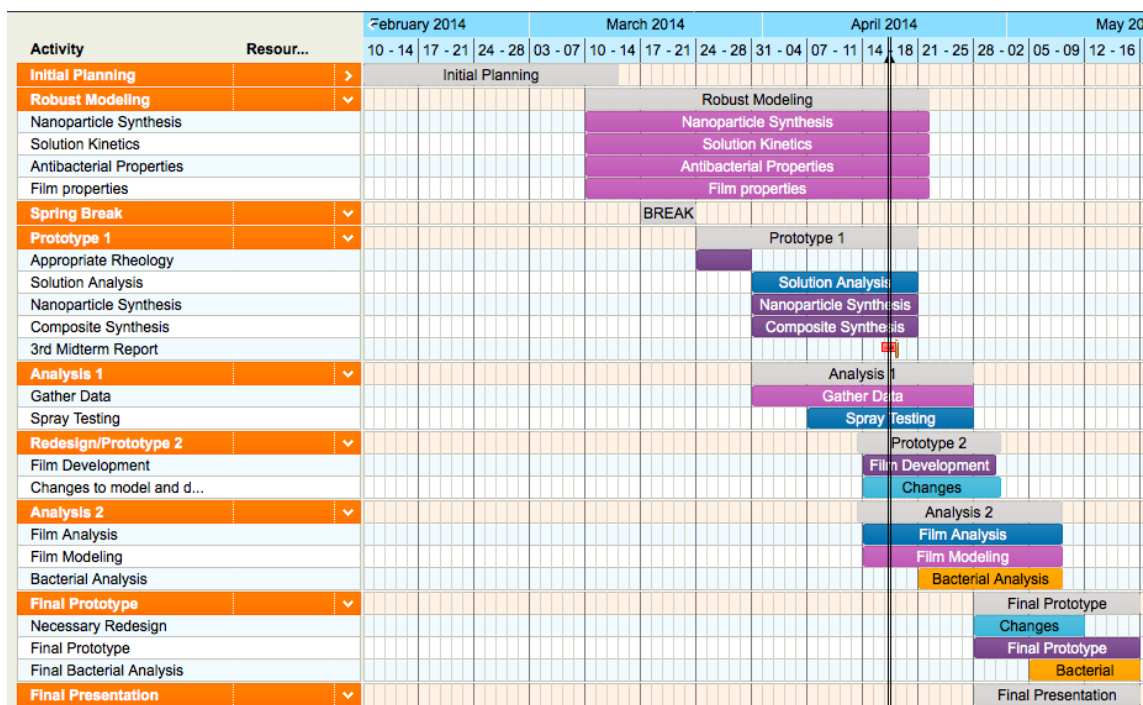 February 2014 March 2014 April 2014 May 20
Activity Resour... 10 - 14 17 - 21 24 - 28 03 - 07 10 - 14 17 - 21 24 - 28 31 - 04 07 - 11 14 - 18 21 - 25 28 - 02 05 - 09 12 - 16
Initial Planning Initial Planning
Robust Modeling Robust Modeling
Nanoparticle Synthesis Nanoparticle Synthesis
Solution Kinetics Solution Kinetics
Antibacterial Properties Antibacterial Properties
Film properties Film properties
Spring Break BREAK
Prototype 1 Prototype 1
Appropriate Rheology
Solution Analysis Solution Analysis
Nanoparticle Synthesis Nanoparticle Synthesis
Composite Synthesis Composite Synthesis
3rd Midterm Report
Analysis 1 Analysis 1
Gather Data Gather Data
Spray Testing Spray Testing
Redesign/Prototype 2 Prototype 2
Film Development Film Development
Changes to model and d... Changes
Analysis 2 Analysis 2
Film Analysis Film Analysis
Film Modeling Film Modeling
Bacterial Analysis Bacterial Analysis
Final Prototype Final Prototype
Necessary Redesign Changes
Final Prototype Final Prototype
Final Bacterial Analysis Bacterial
Final Presentation Final Presentation